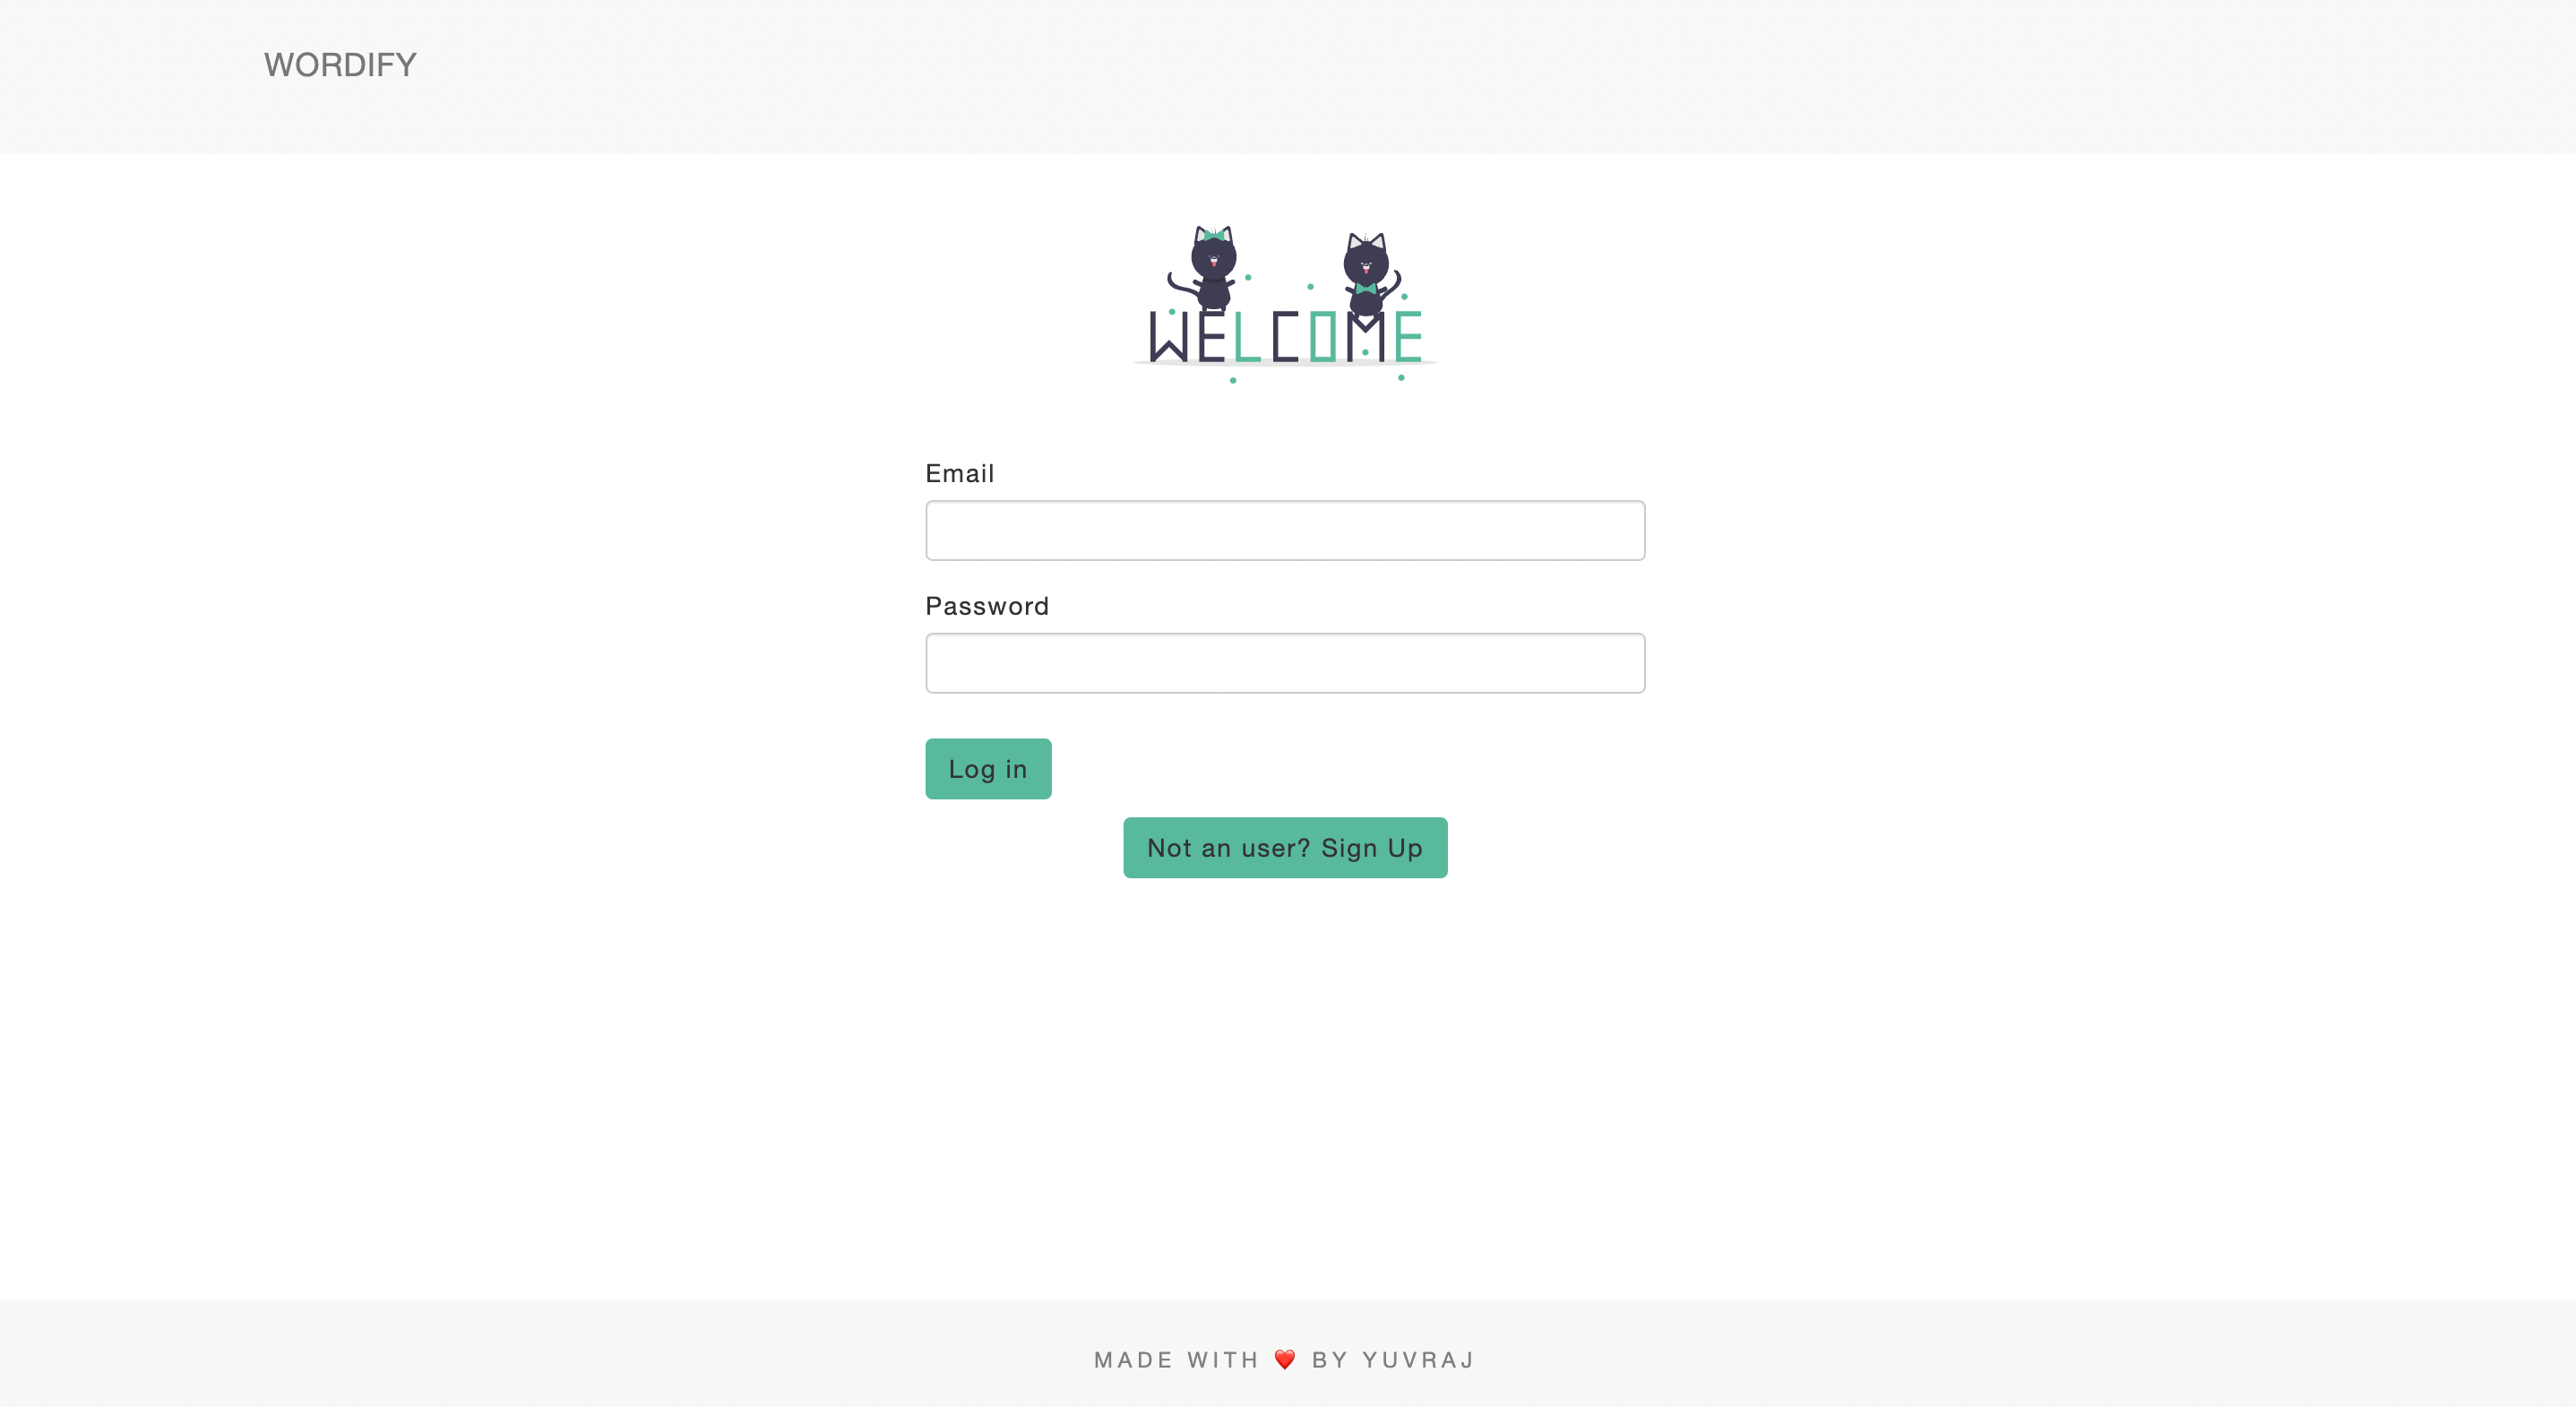 WORDIFY
WELCOME
Email
Password
Log in
Not an user? Sign Up
MADE WITH ❤️ BY YUVRAJ